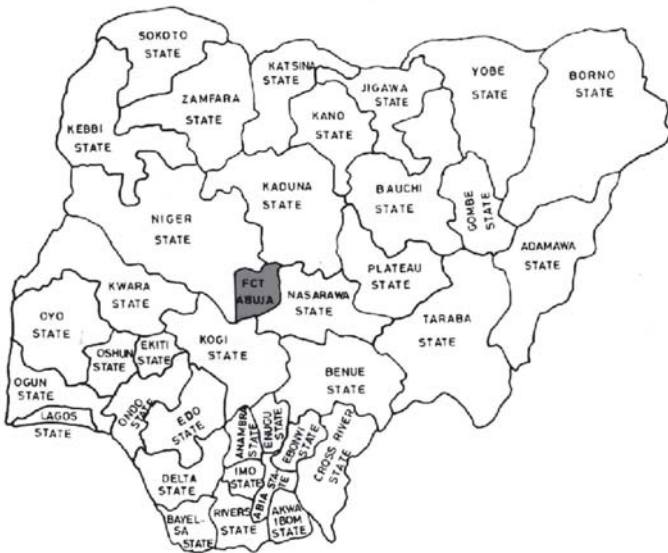 SOKOTO
STATE
KATSINA
STATE
JIGAWA
STATE
YOBE
STATE
BORNO
STATE
ZAMFARA
STATE
KANO
STATE
KEBBI
STATE
KADUNA
STATE
BAUCHI
STATE
GOMBE
STATE
NIGER
STATE
ADAMAWA
STATE
FCT
ABUJA
PLATEAU
STATE
NASARAWA
STATE
KWARA
STATE
TARABA
STATE
OYO
STATE
OSHUN
STATE
EKITI
STATE
KOGI
STATE
BENUE
STATE
OGUN
STATE
LAGOS
STATE
ONDO
STATE
EDO
STATE
ANAMBRA
STATE
ENUGU
STATE
EBONYI
STATE
CROSS RIVER
STATE
DELTA
STATE
IMO
STATE
ABIA STA
TE
BAYEL-
SA
STATE
RIVERS
STATE
AKWA
IBOM
STATE